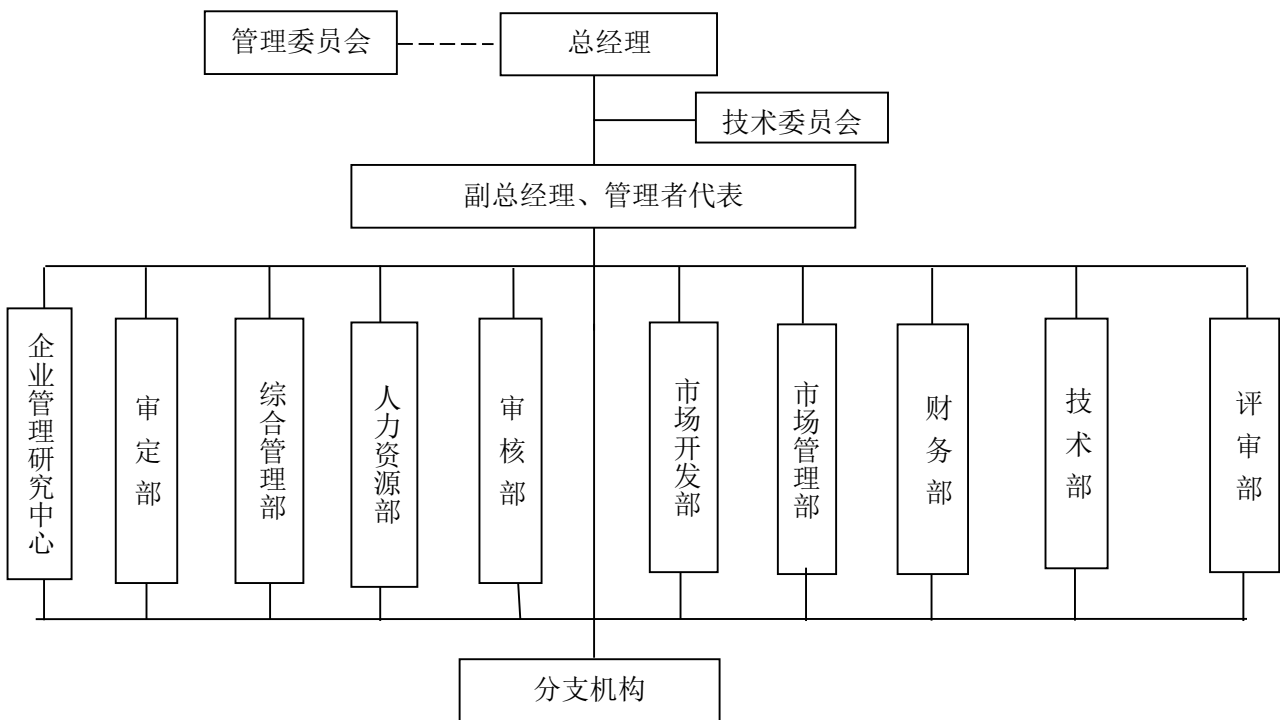 管理委员会
总经理
技术委员会
副总经理、管理者代表
企业管理研究中心
审定部
综合管理部
人力资源部
审核部
市场开发部
市场管理部
财务部
技术部
评审部
分支机构